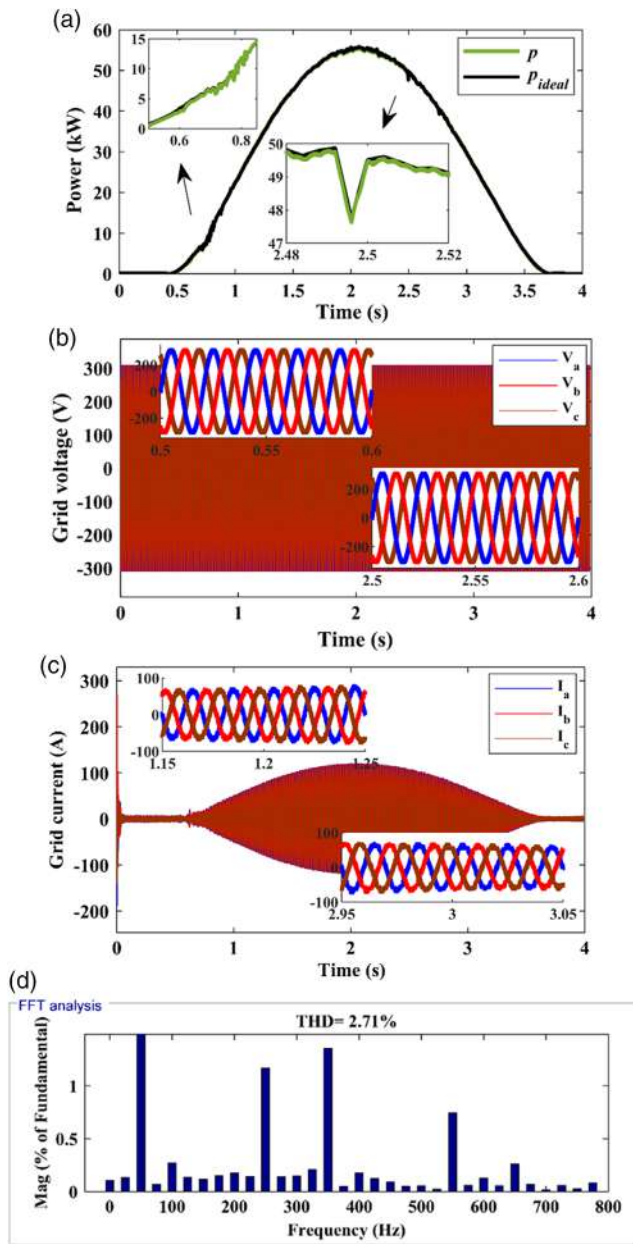 (a)
60
50
40
30
20
10
0
Power (kW)
15
10
5
0
0.6
0.8
p
p_ideal
50
49
48
47
2.48
2.5
2.52
0 0.5 1 1.5 2 2.5 3 3.5 4
Time (s)
(b)
300
200
100
0
-100
-200
-300
Grid voltage (V)
200
0
-200
0.5 0.55 0.6
V_a
V_b
V_c
200
0
-200
2.5 2.55 2.6
0 1 2 3 4
Time (s)
(c)
300
200
100
0
-100
-200
Grid current (A)
100
0
-100
1.15 1.2 1.25
I_a
I_b
I_c
100
0
-100
2.95 3 3.05
0 1 2 3 4
Time (s)
(d)
FFT analysis
THD= 2.71%
Mag (% of Fundamental)
1
0.5
0
0 100 200 300 400 500 600 700 800
Frequency (Hz)